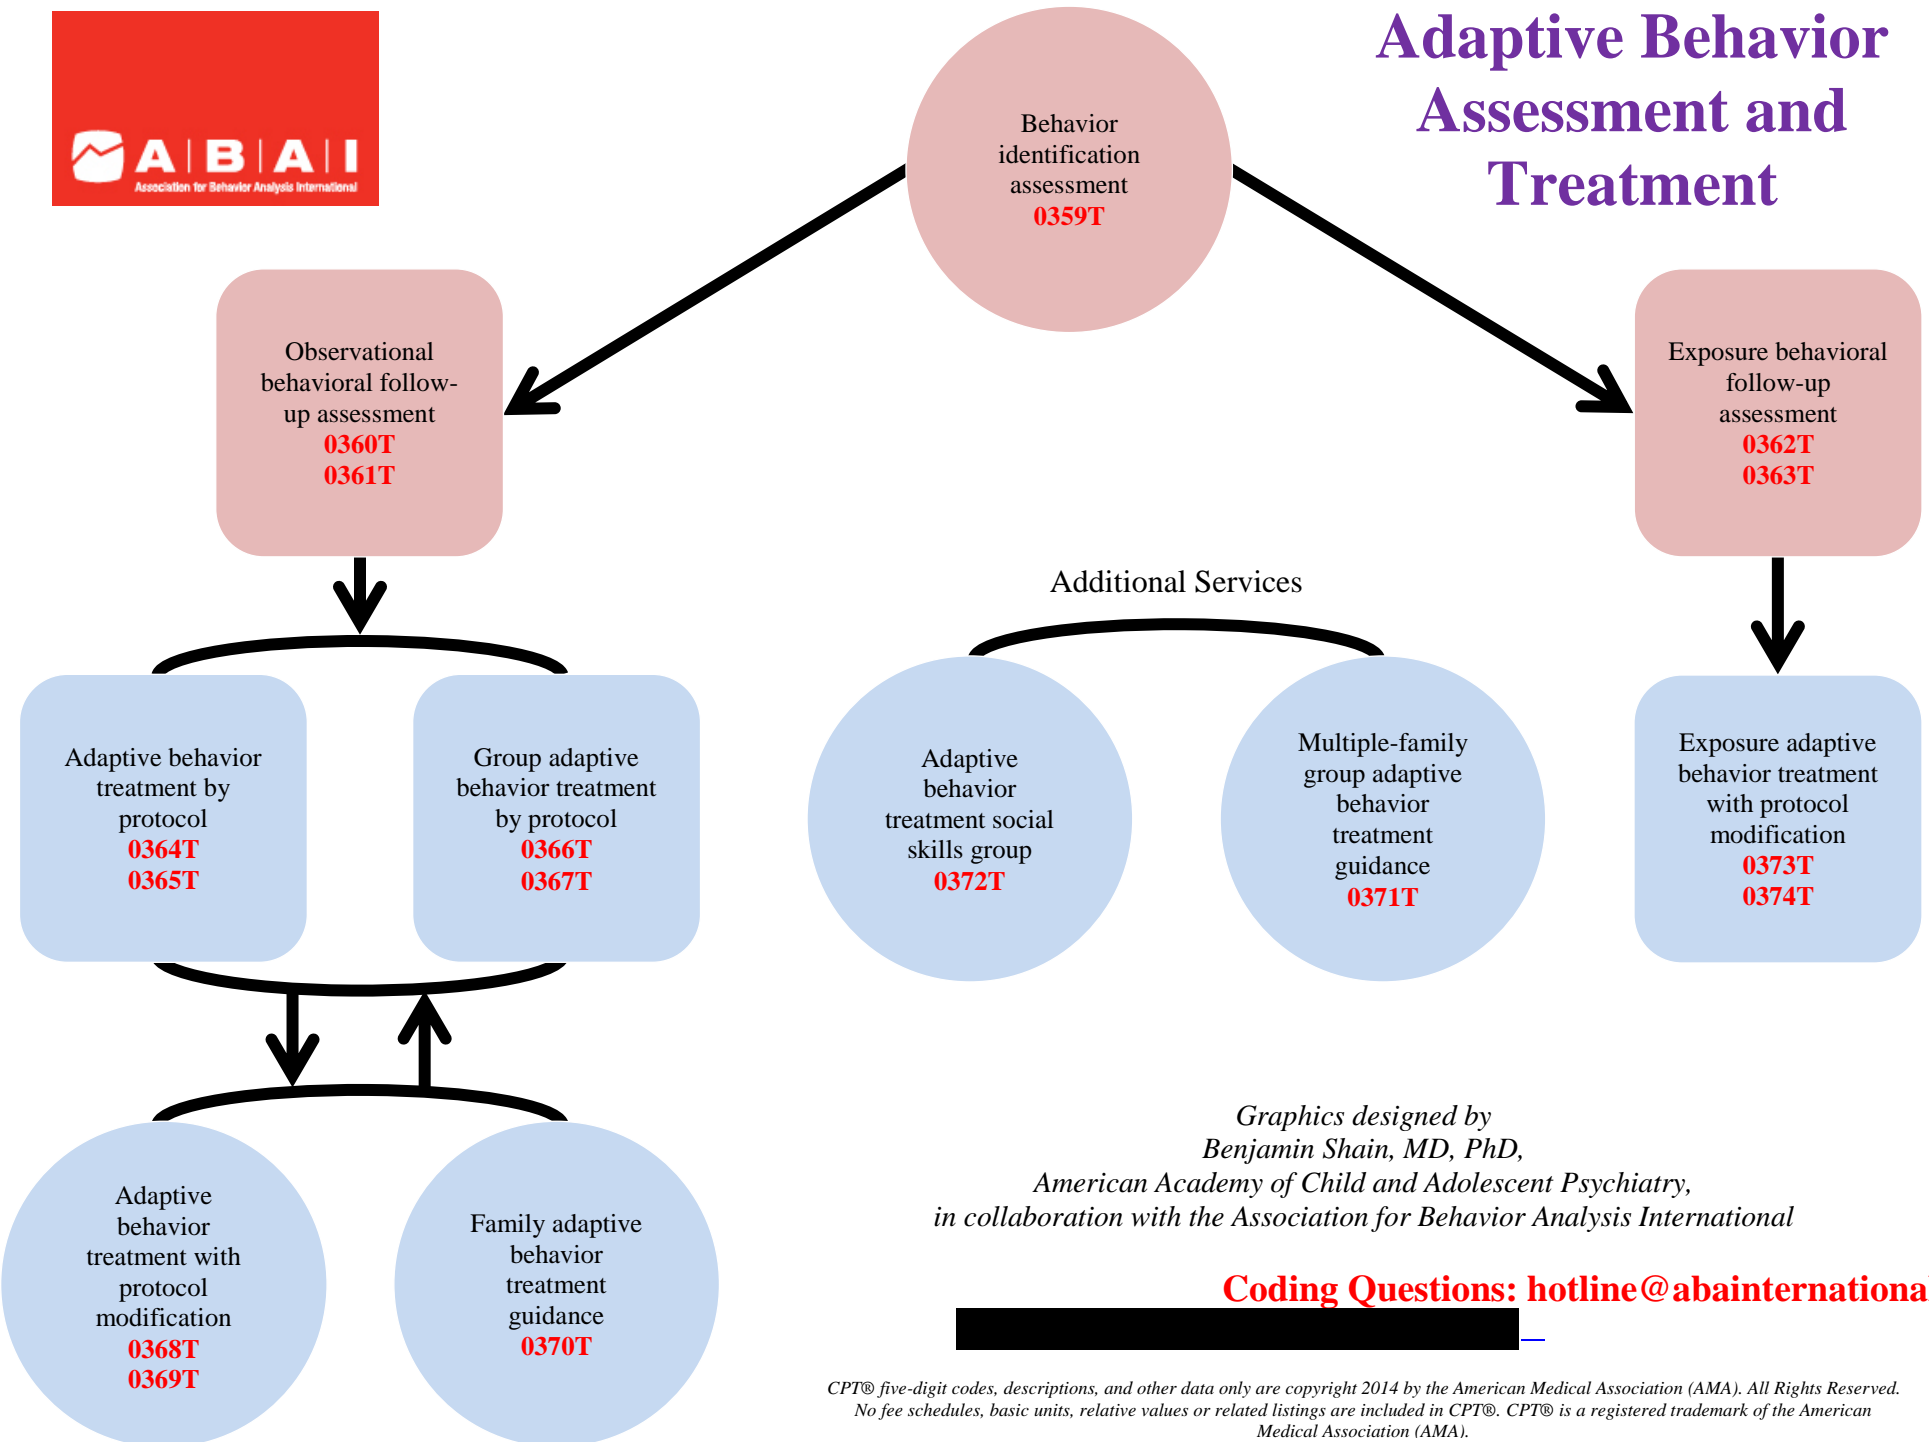 A|B|A|I
Association for Behavior Analysis International
Adaptive Behavior
Assessment and
Treatment
Behavior
identification
assessment
0359T
Observational
behavioral follow-
up assessment
0360T
0361T
Exposure behavioral
follow-up
assessment
0362T
0363T
Additional Services
Adaptive behavior
treatment by
protocol
0364T
0365T
Group adaptive
behavior treatment
by protocol
0366T
0367T
Adaptive
behavior
treatment social
skills group
0372T
Multiple-family
group adaptive
behavior
treatment
guidance
0371T
Exposure adaptive
behavior treatment
with protocol
modification
0373T
0374T
Adaptive
behavior
treatment with
protocol
modification
0368T
0369T
Family adaptive
behavior
treatment
guidance
0370T
Graphics designed by
Benjamin Shain, MD, PhD,
American Academy of Child and Adolescent Psychiatry,
in collaboration with the Association for Behavior Analysis International
Coding Questions: hotline@abainternationa
CPT® five-digit codes, descriptions, and other data only are copyright 2014 by the American Medical Association (AMA). All Rights Reserved.
No fee schedules, basic units, relative values or related listings are included in CPT®. CPT® is a registered trademark of the American
Medical Association (AMA).